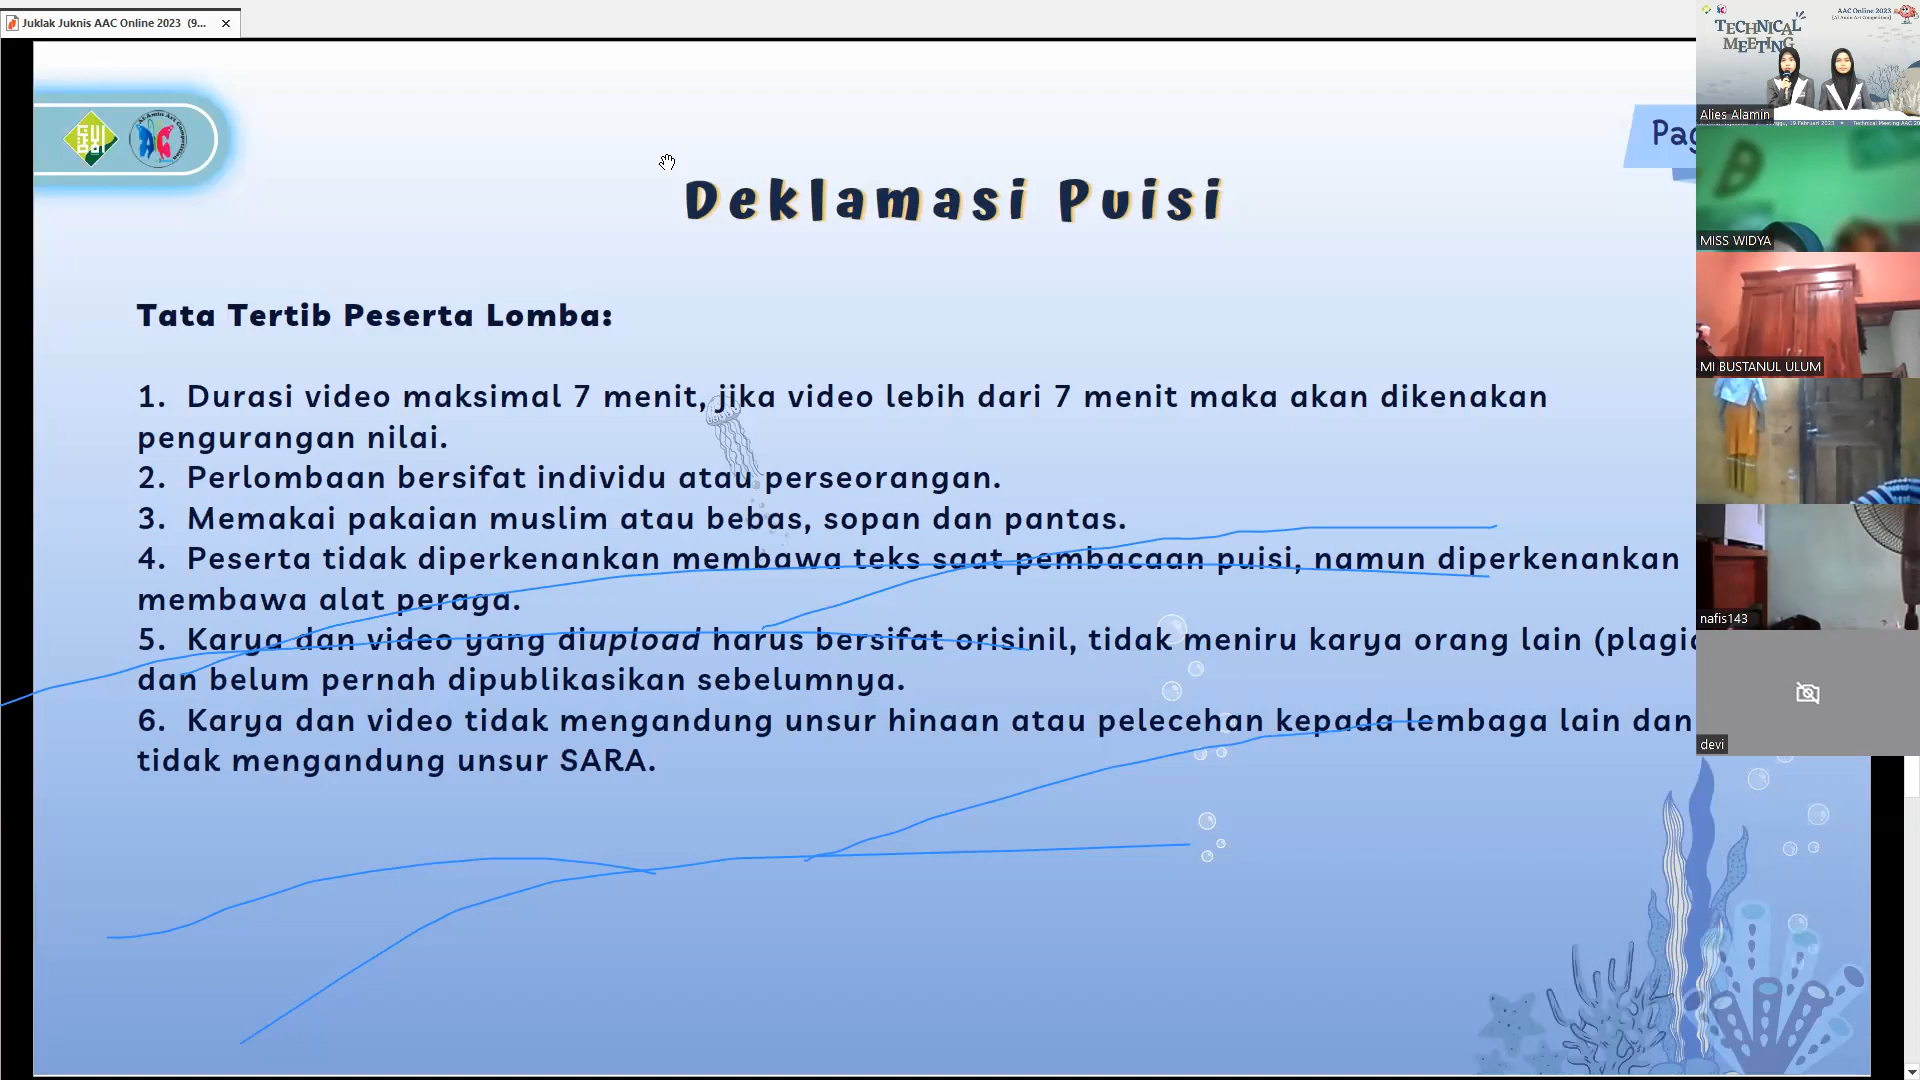 Juklak Juknis AAC Online 2023 (9...
TECHNICAL
MEETING
AAC Online 2023
Alies Alamin
MISS WIDYA
MI BUSTANUL ULUM
nafis143
devi
Deklamasi Puisi
Tata Tertib Peserta Lomba:
1. Durasi video maksimal 7 menit, jika video lebih dari 7 menit maka akan dikenakan
pengurangan nilai.
2. Perlombaan bersifat individu atau perseorangan.
3. Memakai pakaian muslim atau bebas, sopan dan pantas.
4. Peserta tidak diperkenankan membawa teks saat pembacaan puisi, namun diperkenankan
membawa alat peraga.
5. Karya dan video yang diupload harus bersifat orisinil, tidak meniru karya orang lain
dan belum pernah dipublikasikan sebelumnya.
6. Karya dan video tidak mengandung unsur hinaan atau pelecehan kepada lembaga lain dan
tidak mengandung unsur SARA.